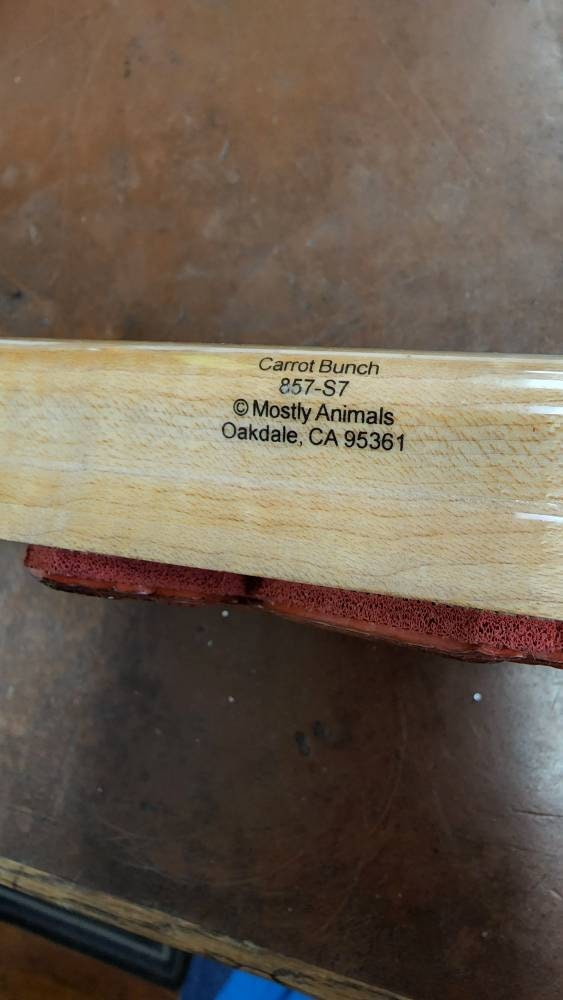 Carrot Bunch
857-S7
© Mostly Animals
Oakdale, CA 95361